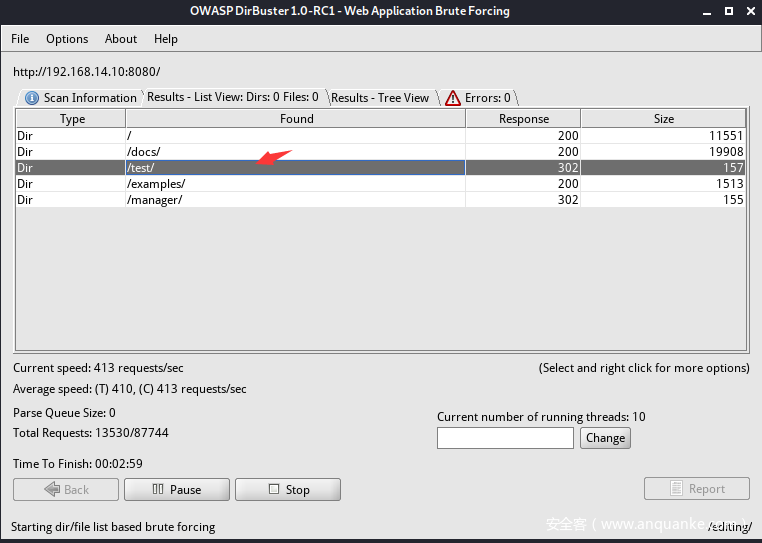 OWASP DirBuster 1.0-RC1 - Web Application Brute Forcing
File Options About Help
http://192.168.14.10:8080/
Scan Information Results - List View: Dirs: 0 Files: 0 Results - Tree View Errors: 0
Type Found Response Size
Dir / 200 11551
Dir /docs/ 200 19908
Dir /test/ 302 157
Dir /examples/ 200 1513
Dir /manager/ 302 155
Current speed: 413 requests/sec (Select and right click for more options)
Average speed: (T) 410, (C) 413 requests/sec
Parse Queue Size: 0
Current number of running threads: 10
Total Requests: 13530/87744
Change
Time To Finish: 00:02:59
Back Pause Stop Report
Starting dir/file list based brute forcing /editing/
安全客 ( www.anquanke.com